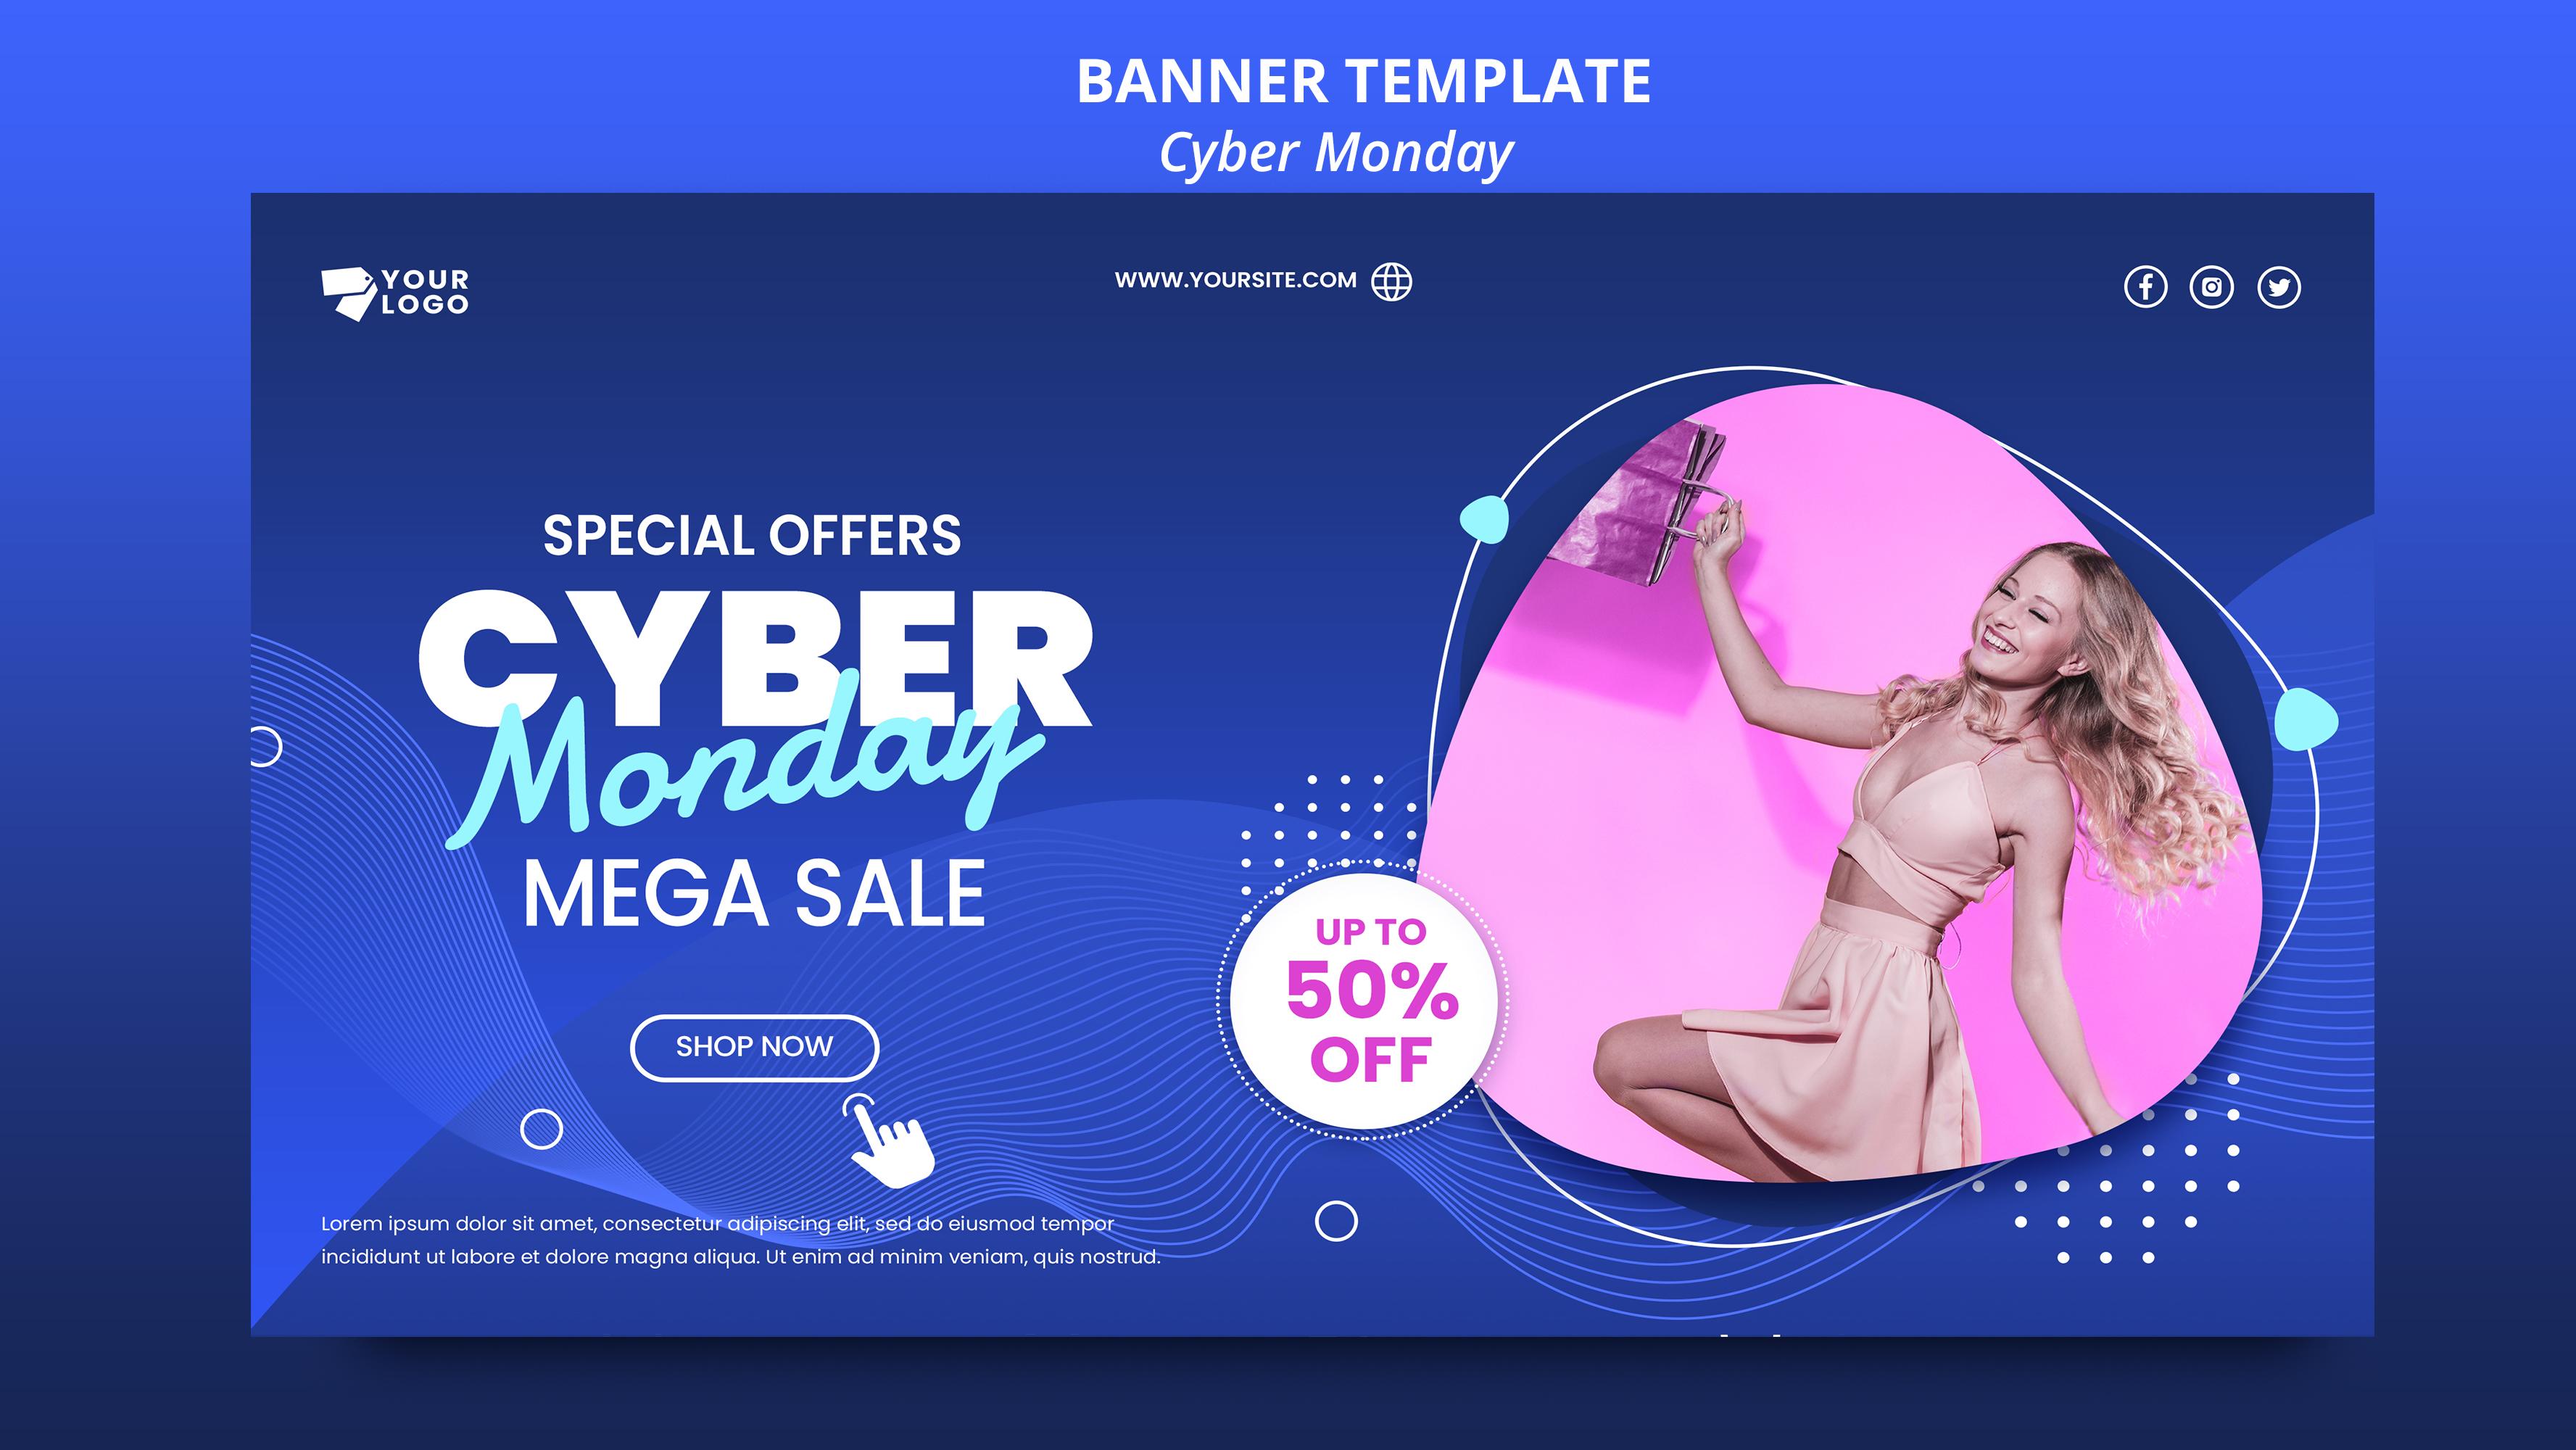 BANNER TEMPLATE
Cyber Monday
YOUR
LOGO
WWW.YOURSITE.COM
SPECIAL OFFERS
CYBER
Monday
MEGA SALE
SHOP NOW
UP TO
50%
OFF
Lorem ipsum dolor sit amet, consectetur adipiscing elit, sed do eiusmod tempor
incididunt ut labore et dolore magna aliqua. Ut enim ad minim veniam, quis nostrud.